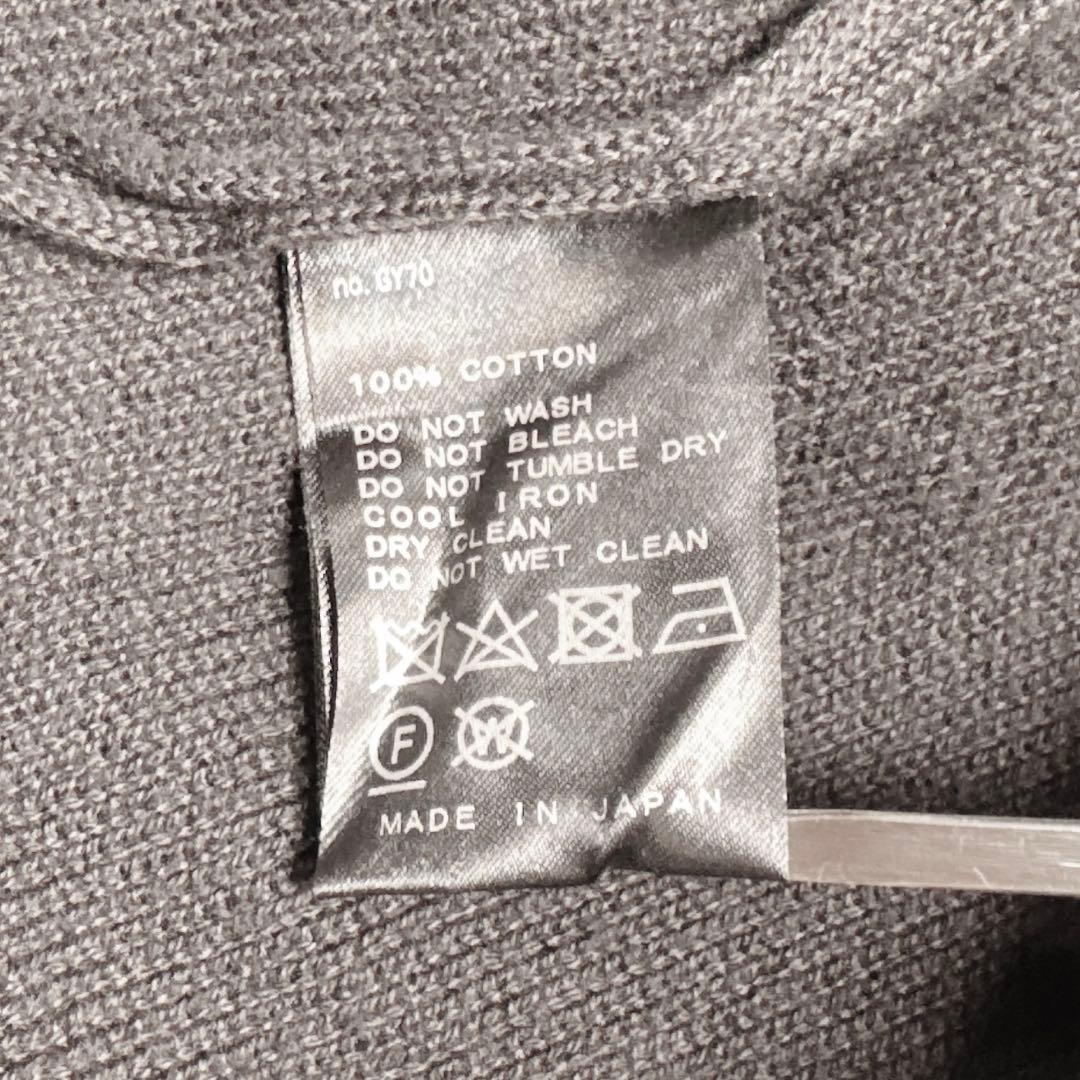 no. GY70
100% COTTON
DO NOT WASH
DO NOT BLEACH
DO NOT TUMBLE DRY
COOL IRON
DRY CLEAN
DO NOT WET CLEAN
F W
MADE IN JAPAN